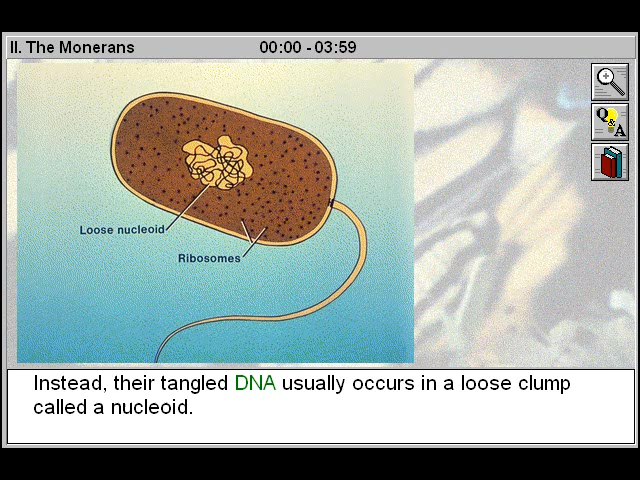 II. The Monerans
00:00 - 03:59
Loose nucleoid
Ribosomes
Q & A
Instead, their tangled DNA usually occurs in a loose clump
called a nucleoid.